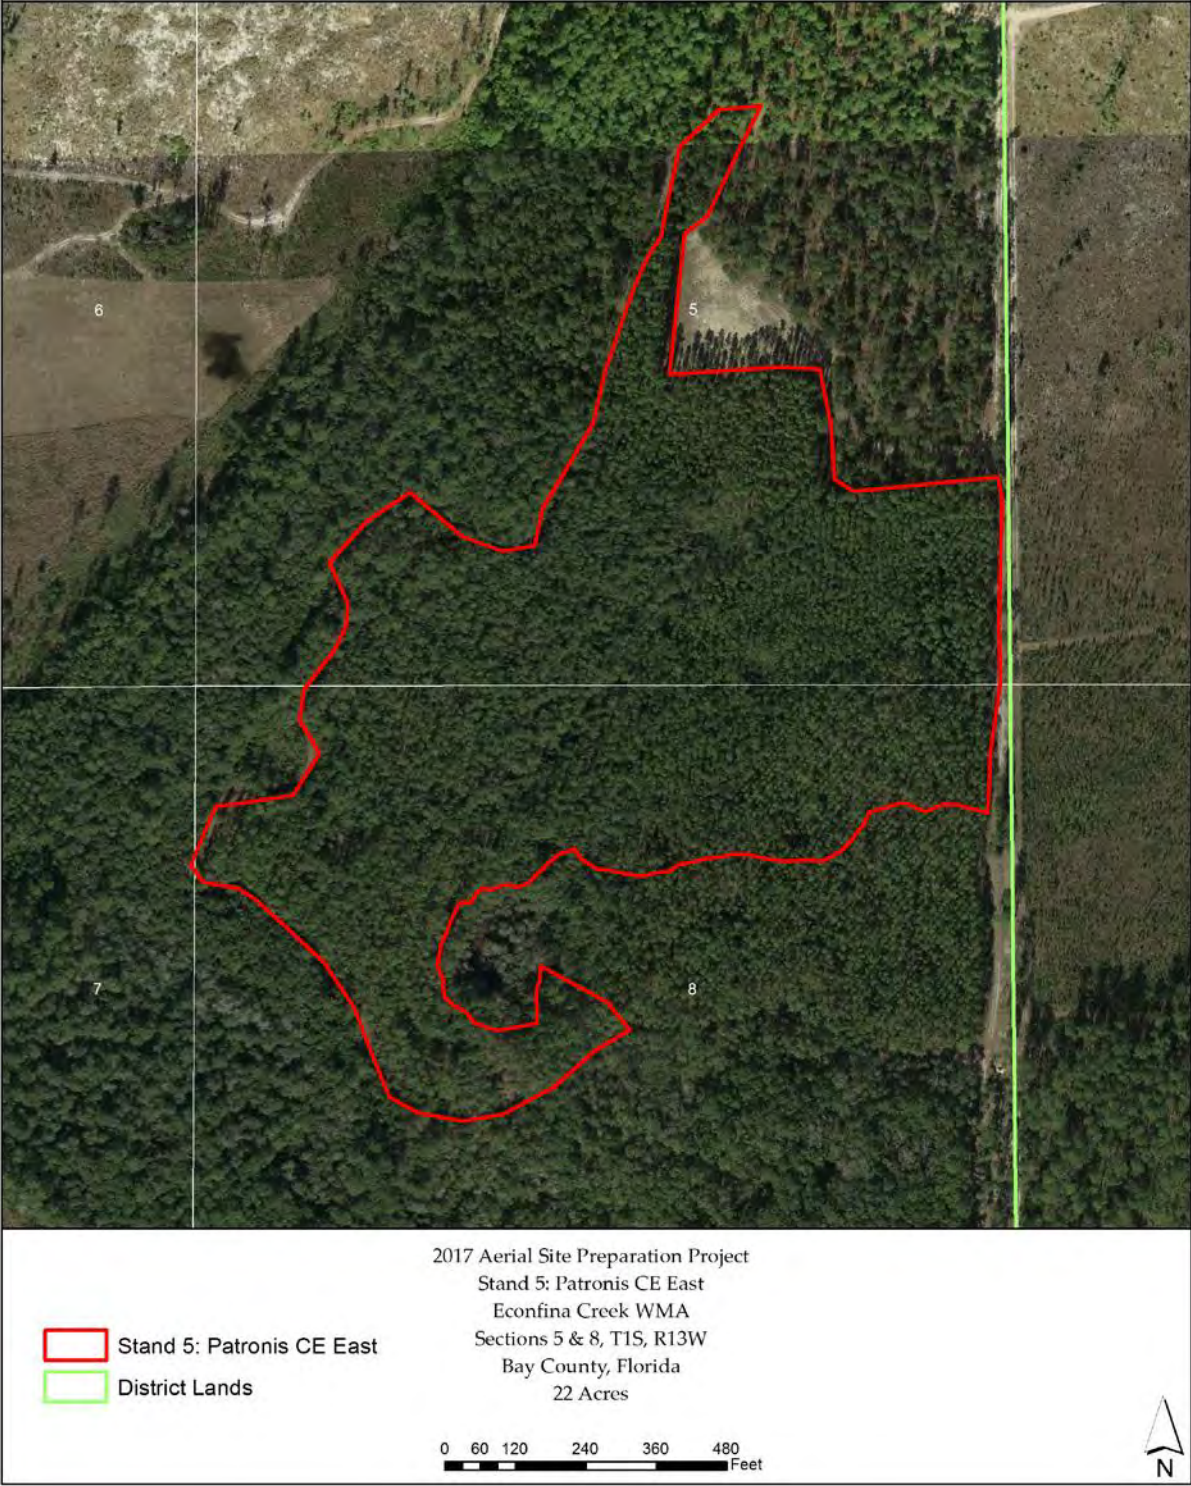 6
5
7
8
2017 Aerial Site Preparation Project
Stand 5: Patronis CE East
Econfina Creek WMA
Sections 5 & 8, T1S, R13W
Bay County, Florida
22 Acres
Stand 5: Patronis CE East
District Lands
0 60 120 240 360 480
Feet
N